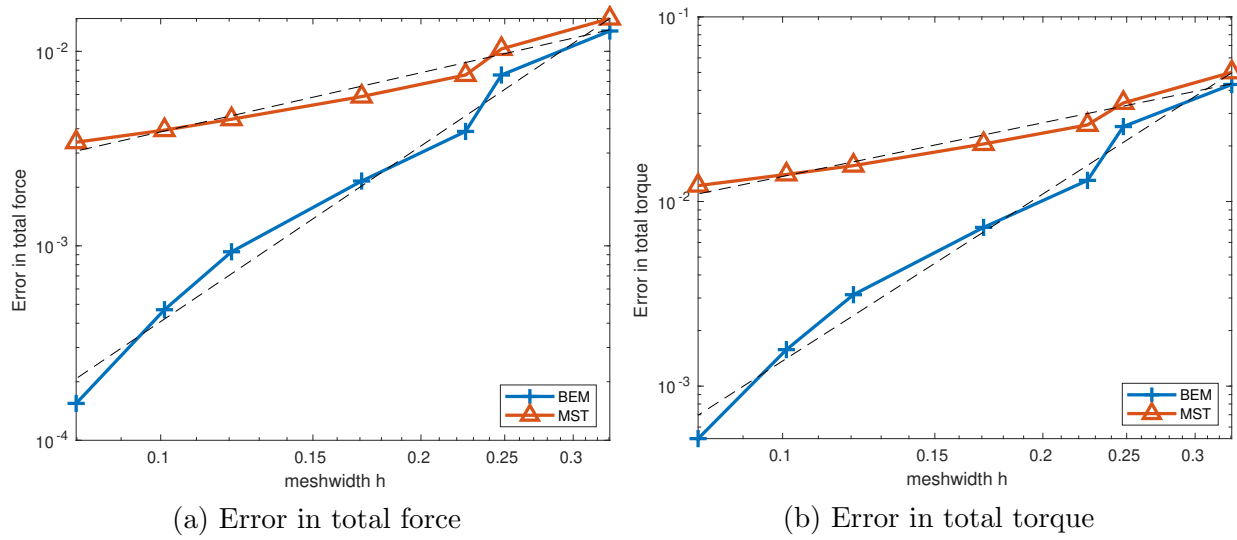 10^-2
10^-3
10^-4
Error in total force
0.1
0.15
0.2
0.25
0.3
meshwidth h
BEM
MST
(a) Error in total force
10^-1
10^-2
10^-3
Error in total torque
0.1
0.15
0.2
0.25
0.3
meshwidth h
BEM
MST
(b) Error in total torque